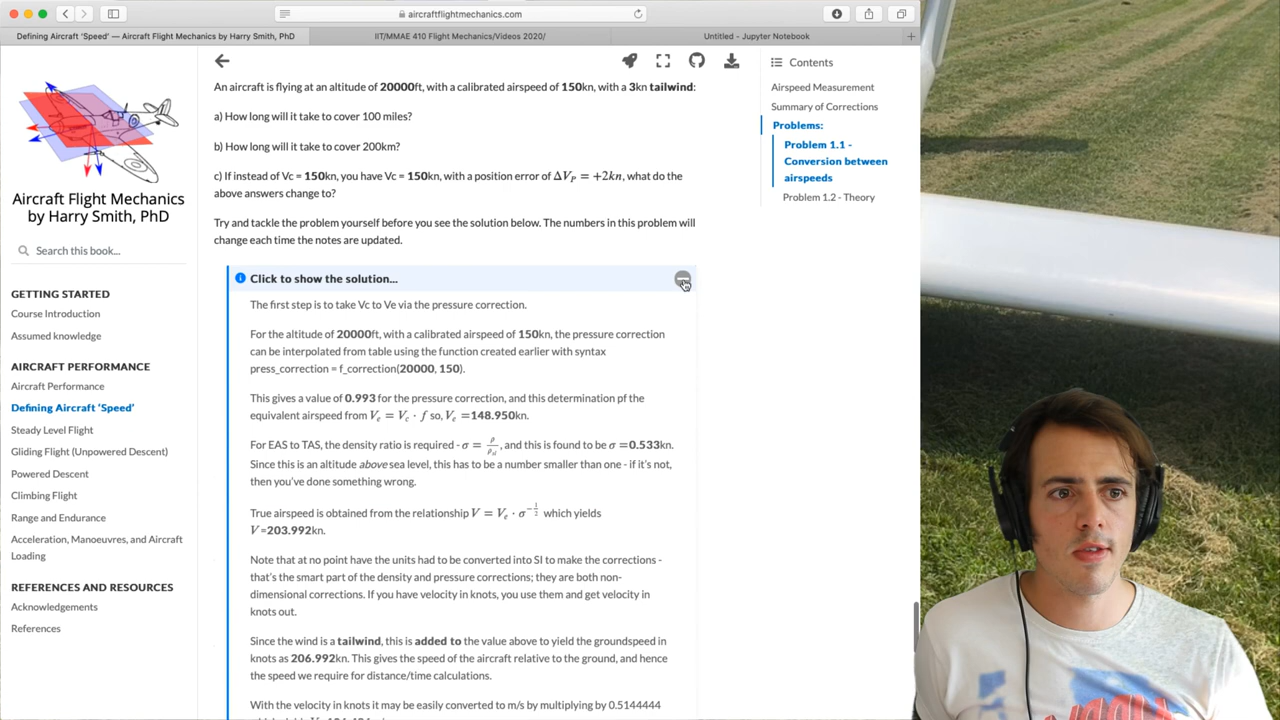 aircraftflightmechanics.com
Defining Aircraft 'Speed' — Aircraft Flight Mechanics by Harry Smith, PhD
IIT/MMAE 410 Flight Mechanics/Videos 2020/
Untitled - Jupyter Notebook
Aircraft Flight Mechanics
by Harry Smith, PhD
Search this book...
GETTING STARTED
Course Introduction
Assumed knowledge
AIRCRAFT PERFORMANCE
Aircraft Performance
Defining Aircraft 'Speed'
Steady Level Flight
Gliding Flight (Unpowered Descent)
Powered Descent
Climbing Flight
Range and Endurance
Acceleration, Manoeuvres, and Aircraft
Loading
REFERENCES AND RESOURCES
Acknowledgements
References
An aircraft is flying at an altitude of 20000ft, with a calibrated airspeed of 150kn, with a 3kn tailwind:
a) How long will it take to cover 100 miles?
b) How long will it take to cover 200km?
c) If instead of Vc = 150kn, you have Vc = 150kn, with a position error of ΔV_P = +2kn, what do the
above answers change to?
Try and tackle the problem yourself before you see the solution below. The numbers in this problem will
change each time the notes are updated.
Click to show the solution...
The first step is to take Vc to Ve via the pressure correction.
For the altitude of 20000ft, with a calibrated airspeed of 150kn, the pressure correction
can be interpolated from table using the function created earlier with syntax
press_correction = f_correction(20000, 150).
This gives a value of 0.993 for the pressure correction, and this determination pf the
equivalent airspeed from V_e = V_c · f so, V_e =148.950kn.
For EAS to TAS, the density ratio is required - σ = ρ/ρ_sl, and this is found to be σ =0.533kn.
Since this is an altitude above sea level, this has to be a number smaller than one - if it's not,
then you've done something wrong.
True airspeed is obtained from the relationship V = V_e · σ^{-1/2} which yields
V=203.992kn.
Note that at no point have the units had to be converted into SI to make the corrections -
that's the smart part of the density and pressure corrections; they are both non-
dimensional corrections. If you have velocity in knots, you use them and get velocity in
knots out.
Since the wind is a tailwind, this is added to the value above to yield the groundspeed in
knots as 206.992kn. This gives the speed of the aircraft relative to the ground, and hence
the speed we require for distance/time calculations.
With the velocity in knots it may be easily converted to m/s by multiplying by 0.5144444
Contents
Airspeed Measurement
Summary of Corrections
Problems:
Problem 1.1 -
Conversion between
airspeeds
Problem 1.2 - Theory